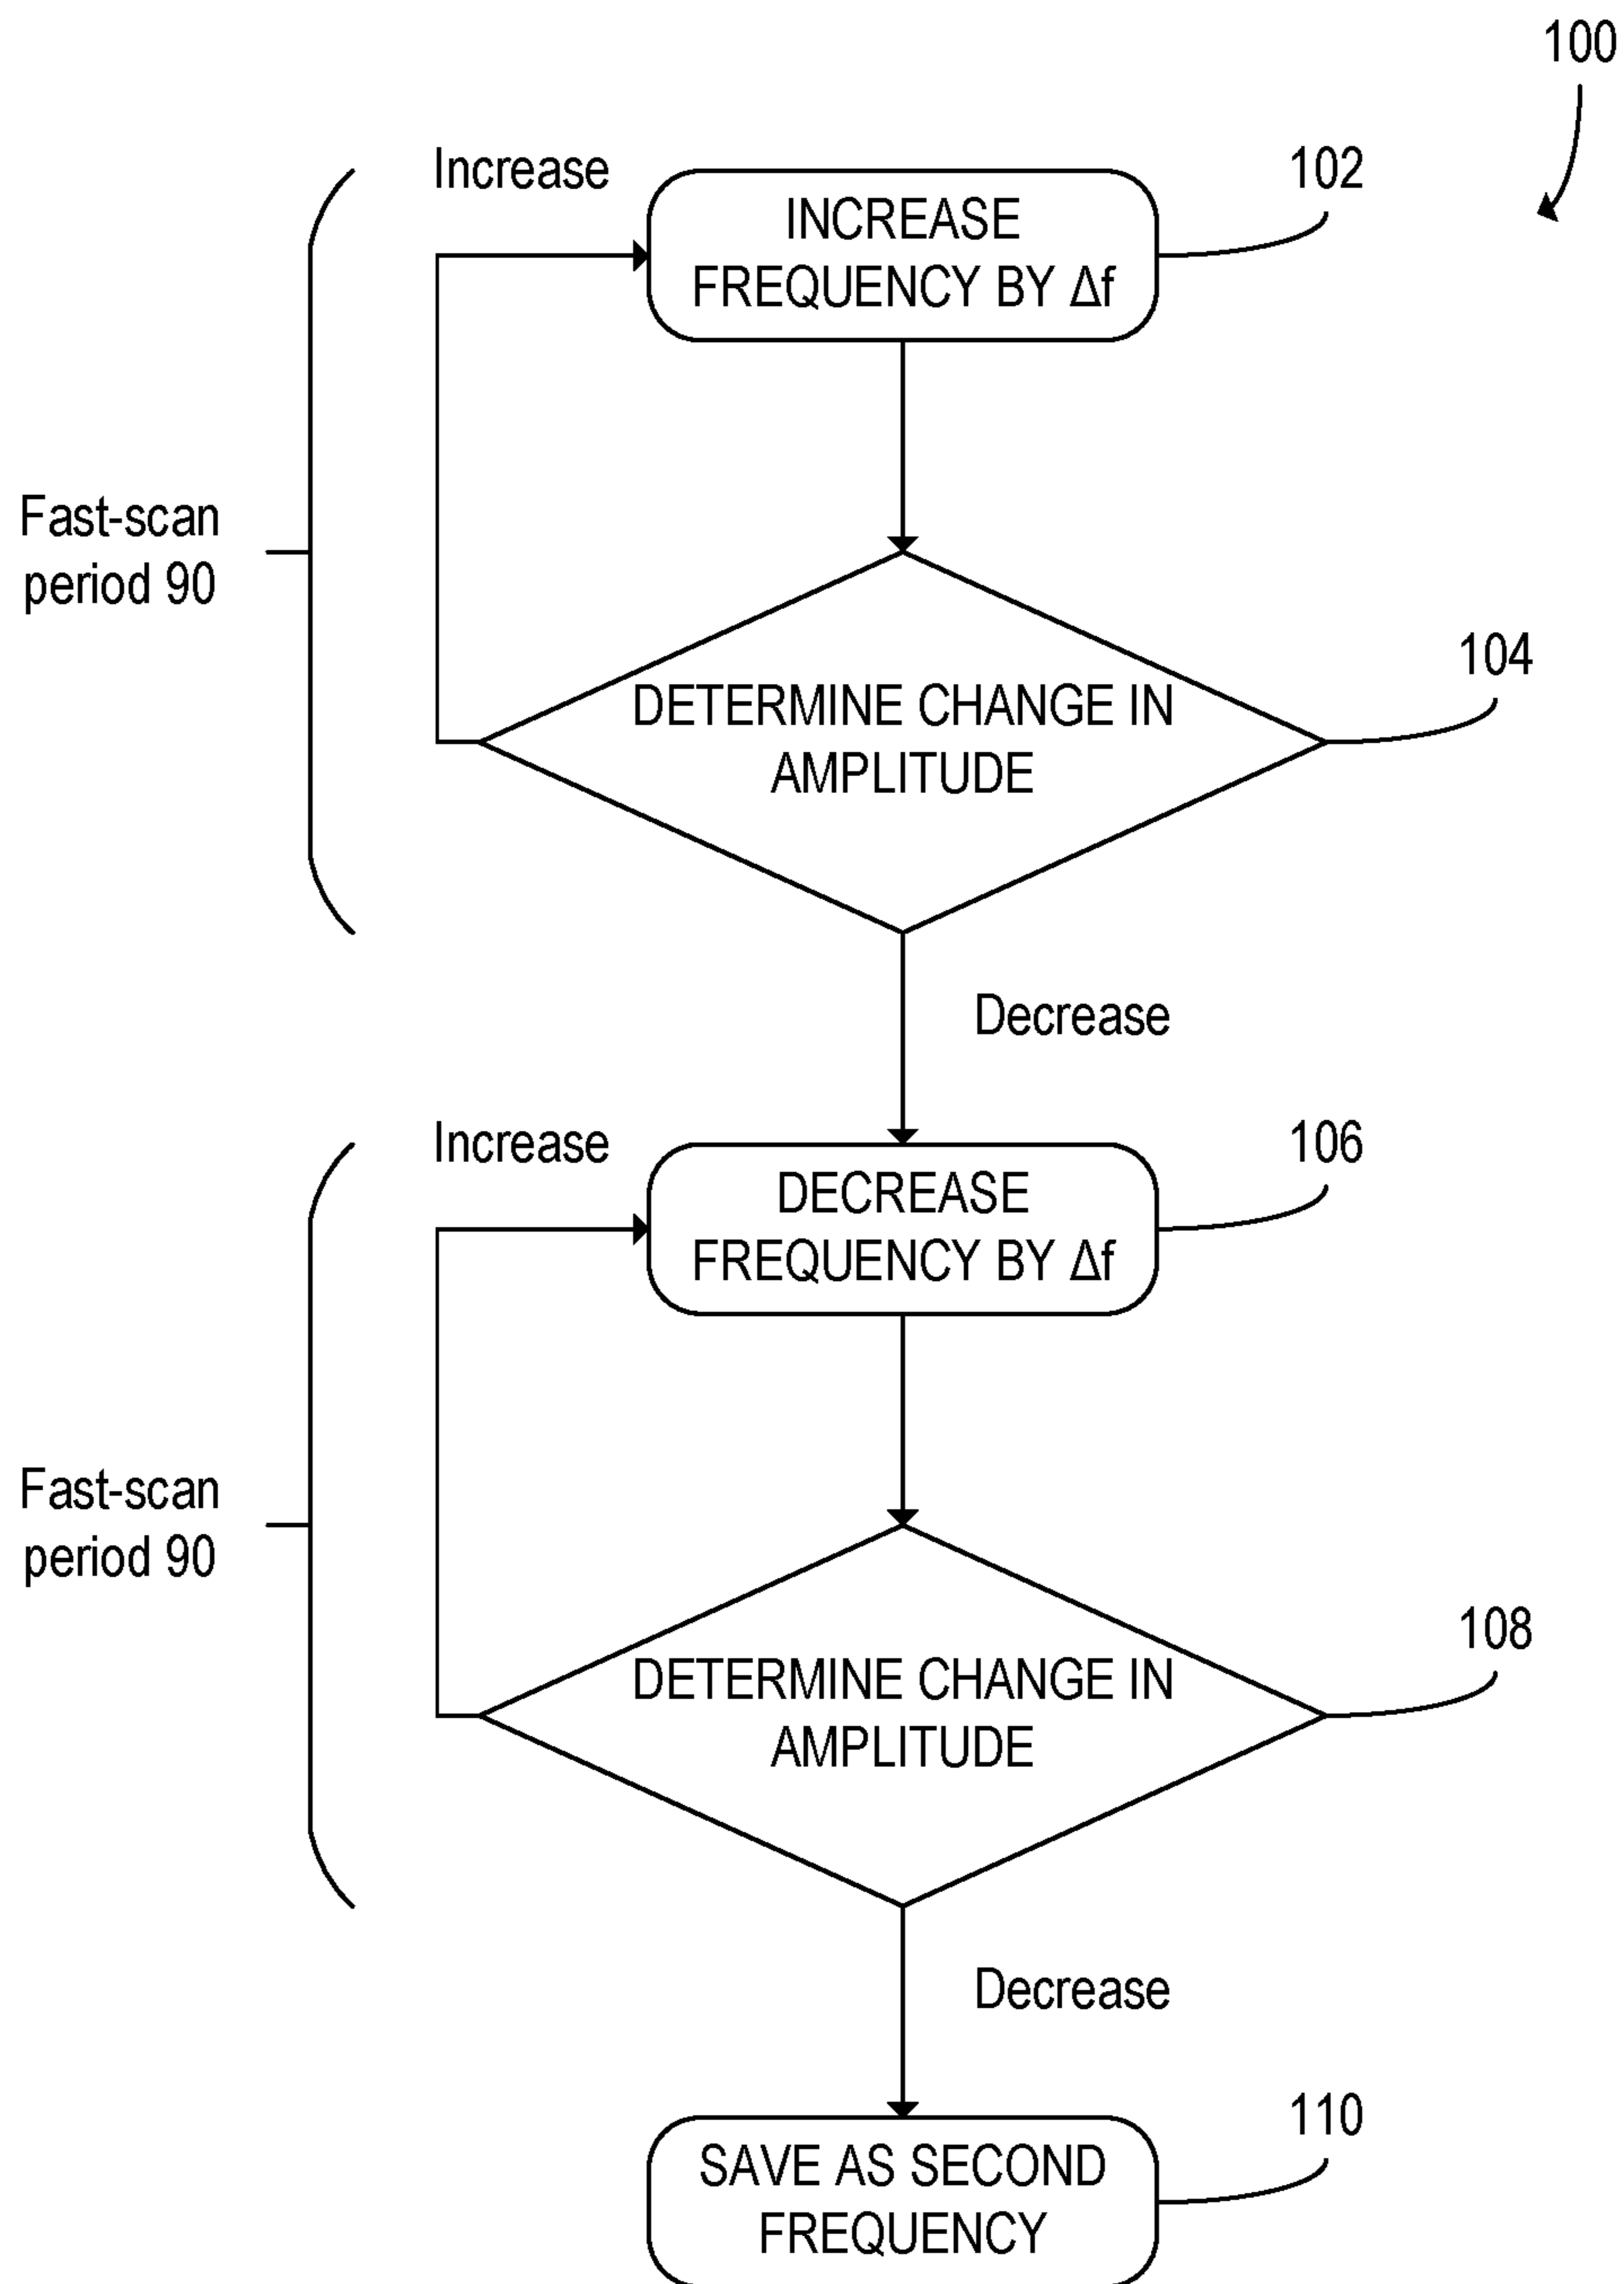 100
Increase
102
INCREASE
FREQUENCY BY Δf
Fast-scan
period 90
104
DETERMINE CHANGE IN
AMPLITUDE
Decrease
Increase
106
DECREASE
FREQUENCY BY Δf
Fast-scan
period 90
108
DETERMINE CHANGE IN
AMPLITUDE
Decrease
110
SAVE AS SECOND
FREQUENCY